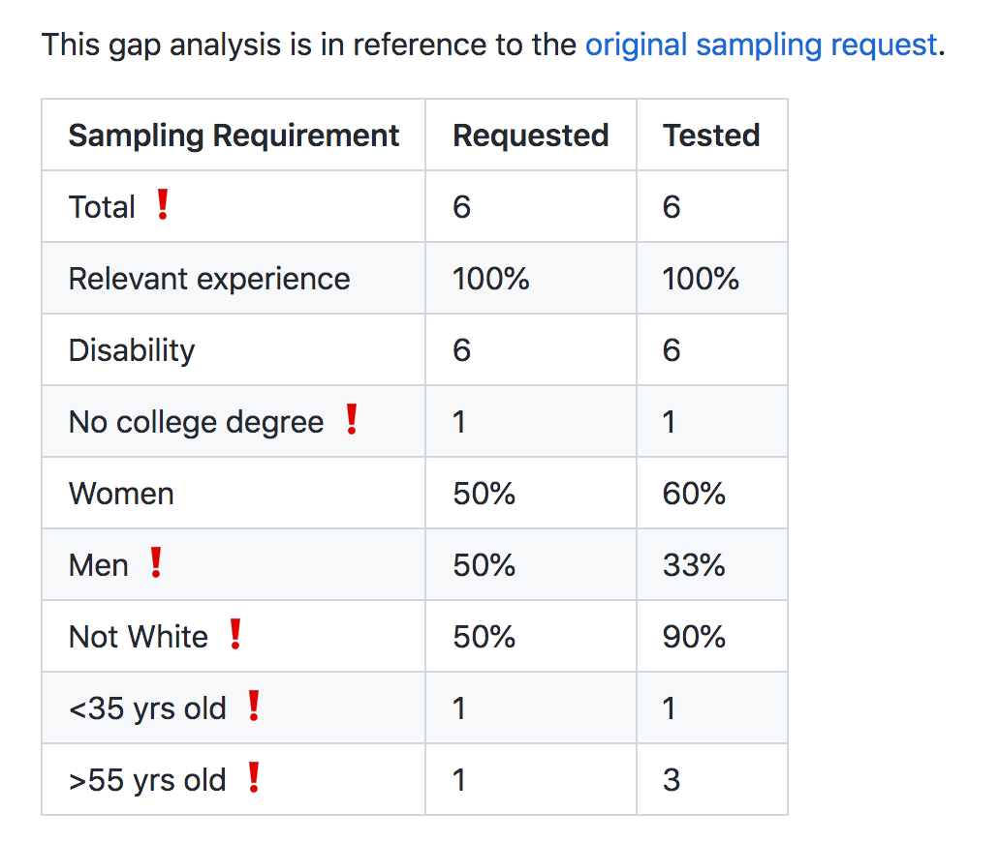 This gap analysis is in reference to the original sampling request.
Sampling Requirement Requested Tested
Total ❗ 6 6
Relevant experience 100% 100%
Disability 6 6
No college degree ❗ 1 1
Women 50% 60%
Men ❗ 50% 33%
Not White ❗ 50% 90%
<35 yrs old ❗ 1 1
>55 yrs old ❗ 1 3